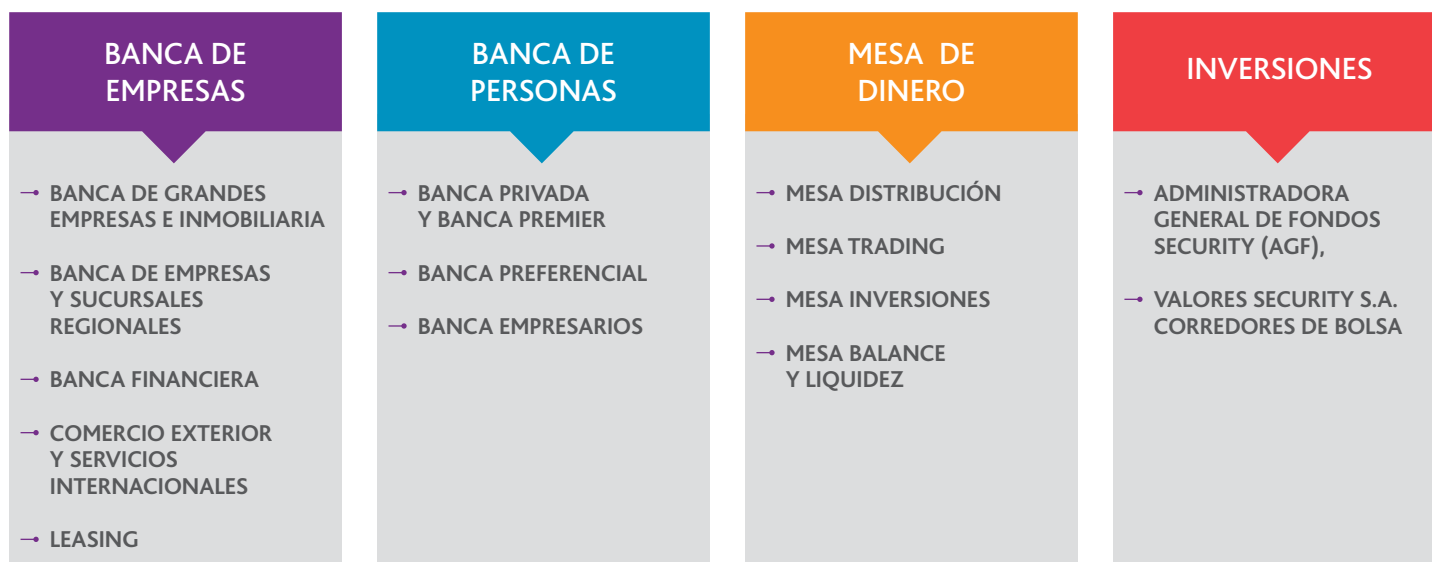 BANCA DE
EMPRESAS
BANCA DE GRANDES
EMPRESAS E INMOBILIARIA
BANCA DE EMPRESAS
Y SUCURSALES
REGIONALES
BANCA FINANCIERA
COMERCIO EXTERIOR
Y SERVICIOS
INTERNACIONALES
LEASING
BANCA DE
PERSONAS
BANCA PRIVADA
Y BANCA PREMIER
BANCA PREFERENCIAL
BANCA EMPRESARIOS
MESA DE
DINERO
MESA DISTRIBUCIÓN
MESA TRADING
MESA INVERSIONES
MESA BALANCE
Y LIQUIDEZ
INVERSIONES
ADMINISTRADORA
GENERAL DE FONDOS
SECURITY (AGF),
VALORES SECURITY S.A.
CORREDORES DE BOLSA